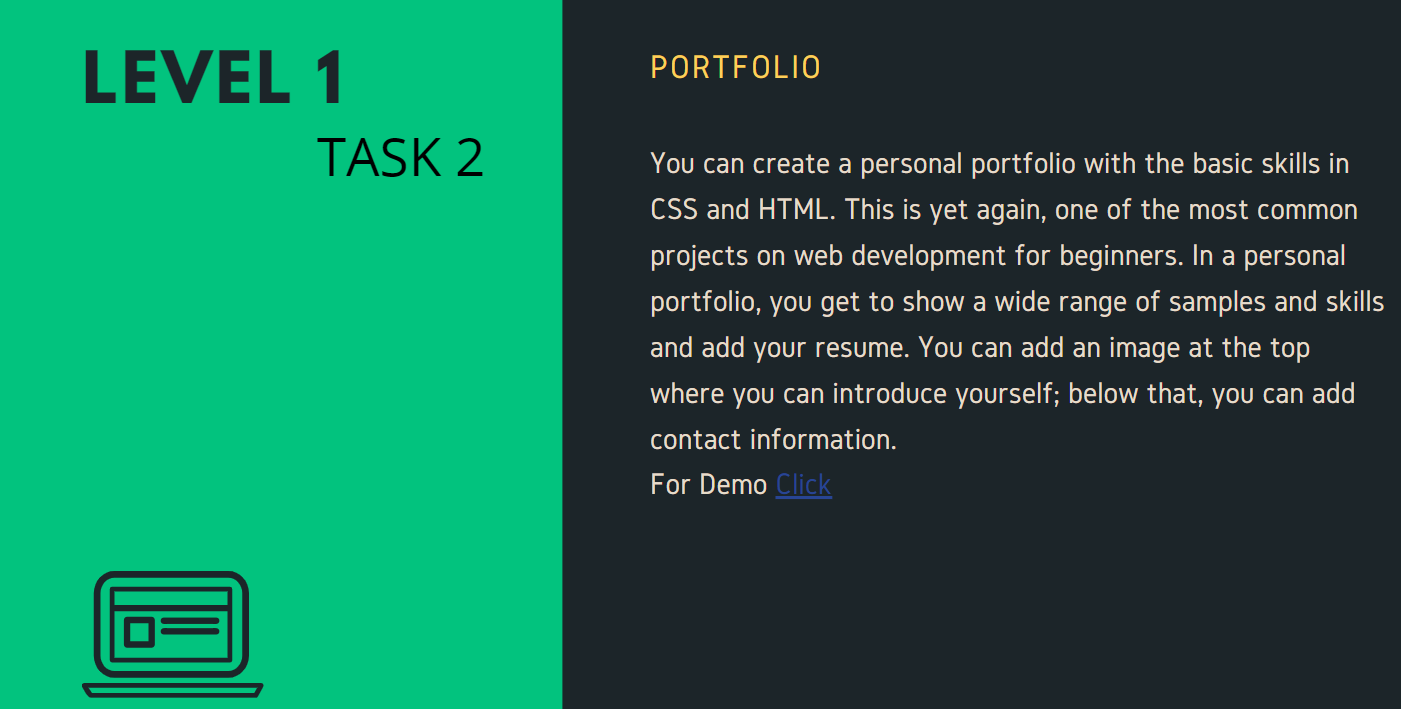 LEVEL 1
TASK 2
PORTFOLIO
You can create a personal portfolio with the basic skills in
CSS and HTML. This is yet again, one of the most common
projects on web development for beginners. In a personal
portfolio, you get to show a wide range of samples and skills
and add your resume. You can add an image at the top
where you can introduce yourself; below that, you can add
contact information.
For Demo Click